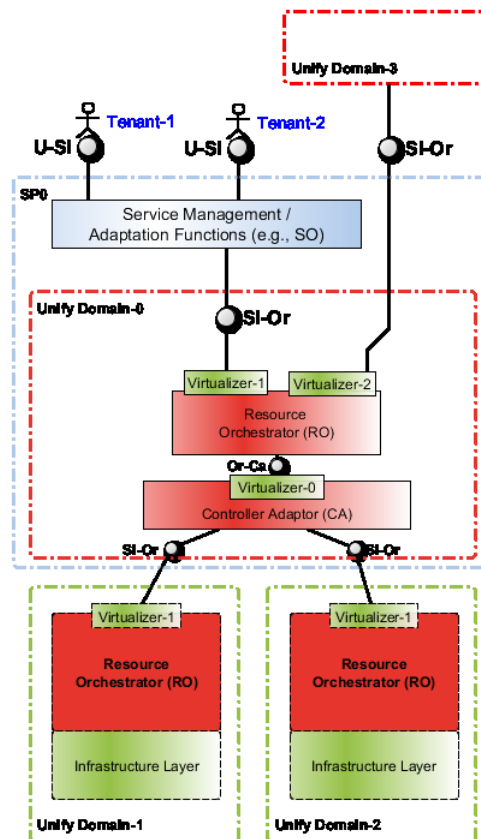 Unify Domain-3
Tenant-1
Tenant-2
U-Sl
U-Sl
Sl-Or
SP0
Service Management /
Adaptation Functions (e.g., SO)
Unify Domain-0
Sl-Or
Virtualizer-1
Virtualizer-2
Resource
Orchestrator (RO)
Or-Ca
Virtualizer-0
Controller Adaptor (CA)
Sl-Or
Sl-Or
Virtualizer-1
Virtualizer-1
Resource
Orchestrator (RO)
Resource
Orchestrator (RO)
Infrastructure Layer
Infrastructure Layer
Unify Domain-1
Unify Domain-2